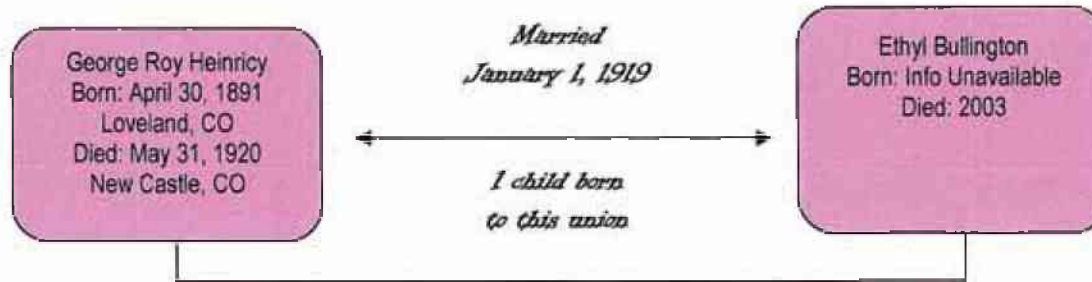 George Roy Heinricy
Born: April 30, 1891
Loveland, CO
Died: May 31, 1920
New Castle, CO
Married
January 1, 1919
1 child born
to this union
Ethyl Bullington
Born: Info Unavailable
Died: 2003